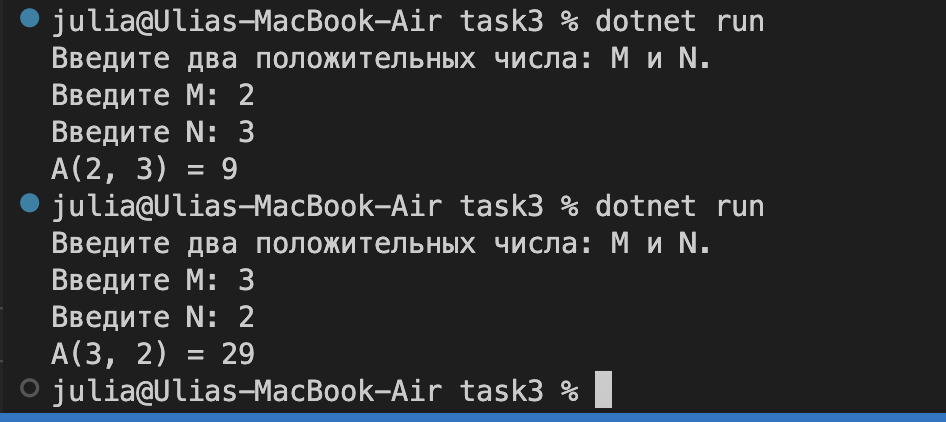 julia@Ulias-MacBook-Air task3 % dotnet run
Введите два положительных числа: M и N.
Введите M: 2
Введите N: 3
A(2, 3) = 9
julia@Ulias-MacBook-Air task3 % dotnet run
Введите два положительных числа: M и N.
Введите M: 3
Введите N: 2
A(3, 2) = 29
julia@Ulias-MacBook-Air task3 %